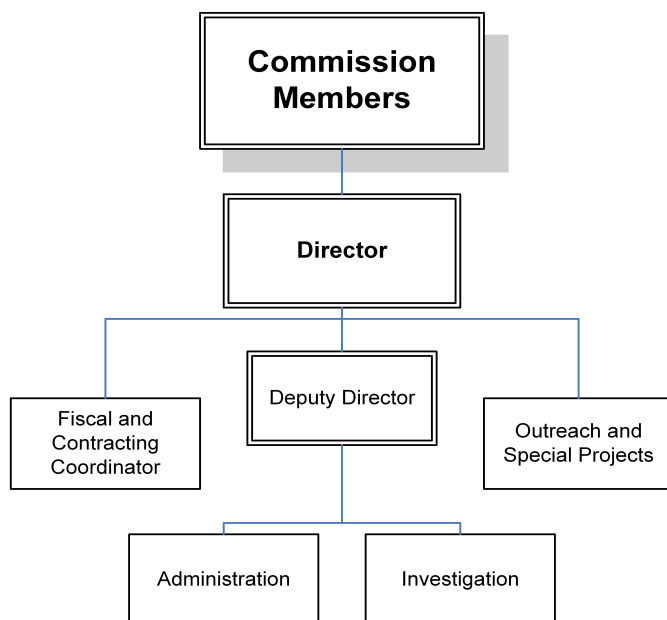 Commission
Members
Director
Deputy Director
Fiscal and
Contracting
Coordinator
Outreach and
Special Projects
Administration
Investigation